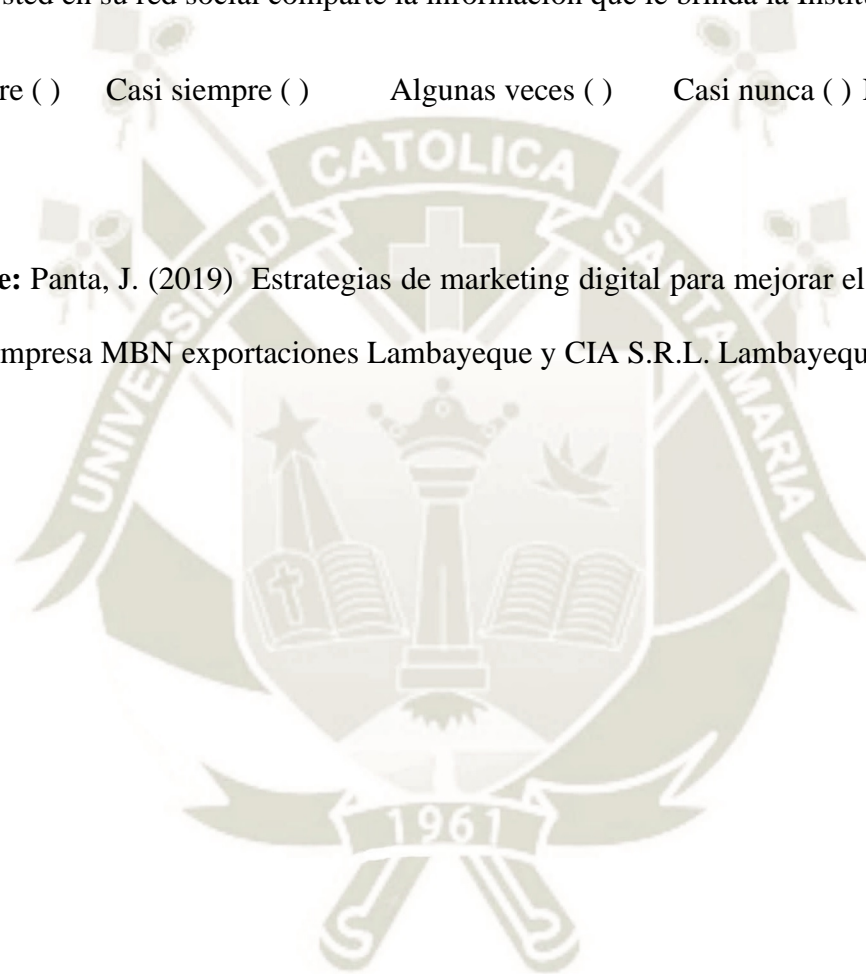 sted en su red social comparte la información que le brinda la Institu
re ( ) Casi siempre ( ) Algunas veces ( ) Casi nunca ( )
e: Panta, J. (2019) Estrategias de marketing digital para mejorar el
mpresa MBN exportaciones Lambayeque y CIA S.R.L. Lambayequ
UNIVERSIDAD CATOLICA SANTA MARIA
1961